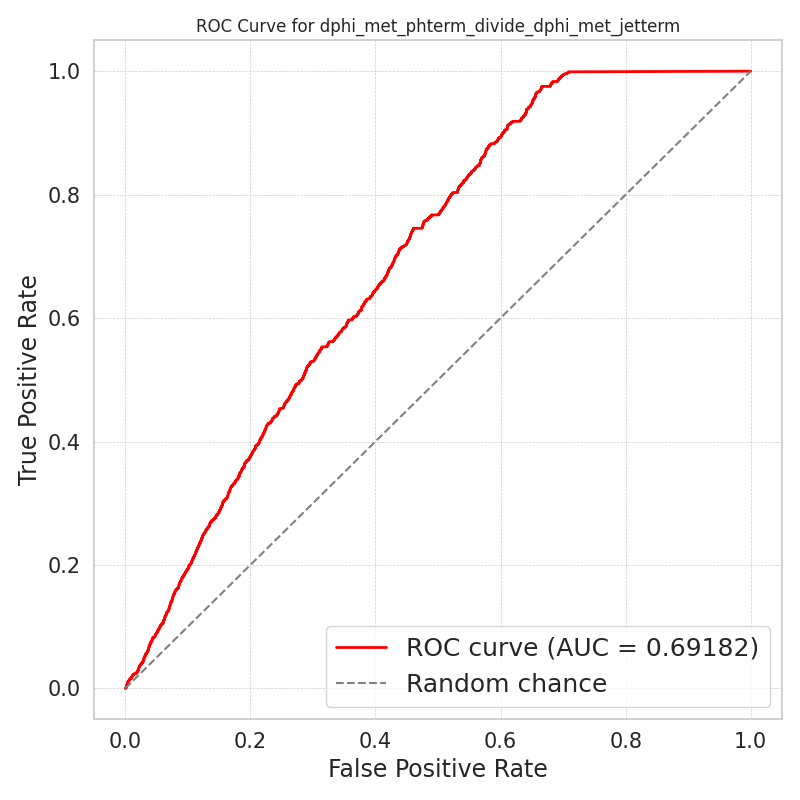 ROC Curve for dphi_met_phterm_divide_dphi_met_jetterm
1.0
0.8
0.6
0.4
0.2
0.0
True Positive Rate
ROC curve (AUC = 0.69182)
Random chance
0.0 0.2 0.4 0.6 0.8 1.0
False Positive Rate